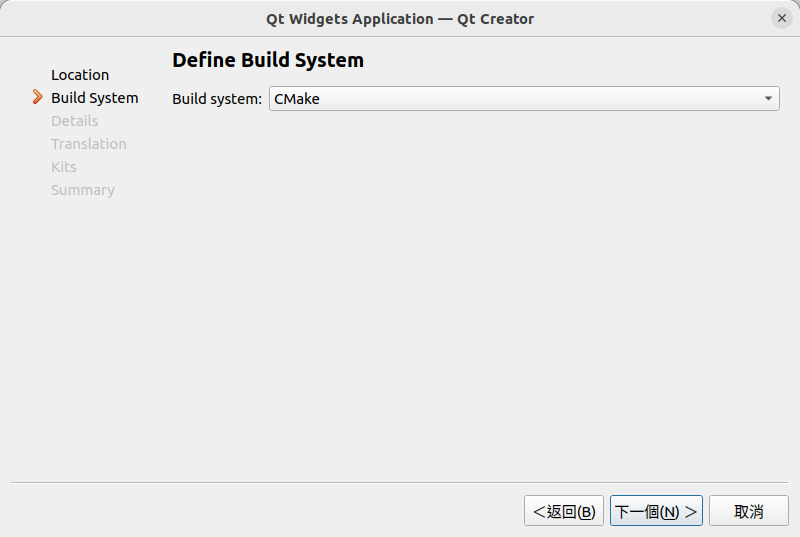 Qt Widgets Application — Qt Creator
Location
Build System
Details
Translation
Kits
Summary
Define Build System
Build system: CMake
<返回(B)
下一個(N) >
取消